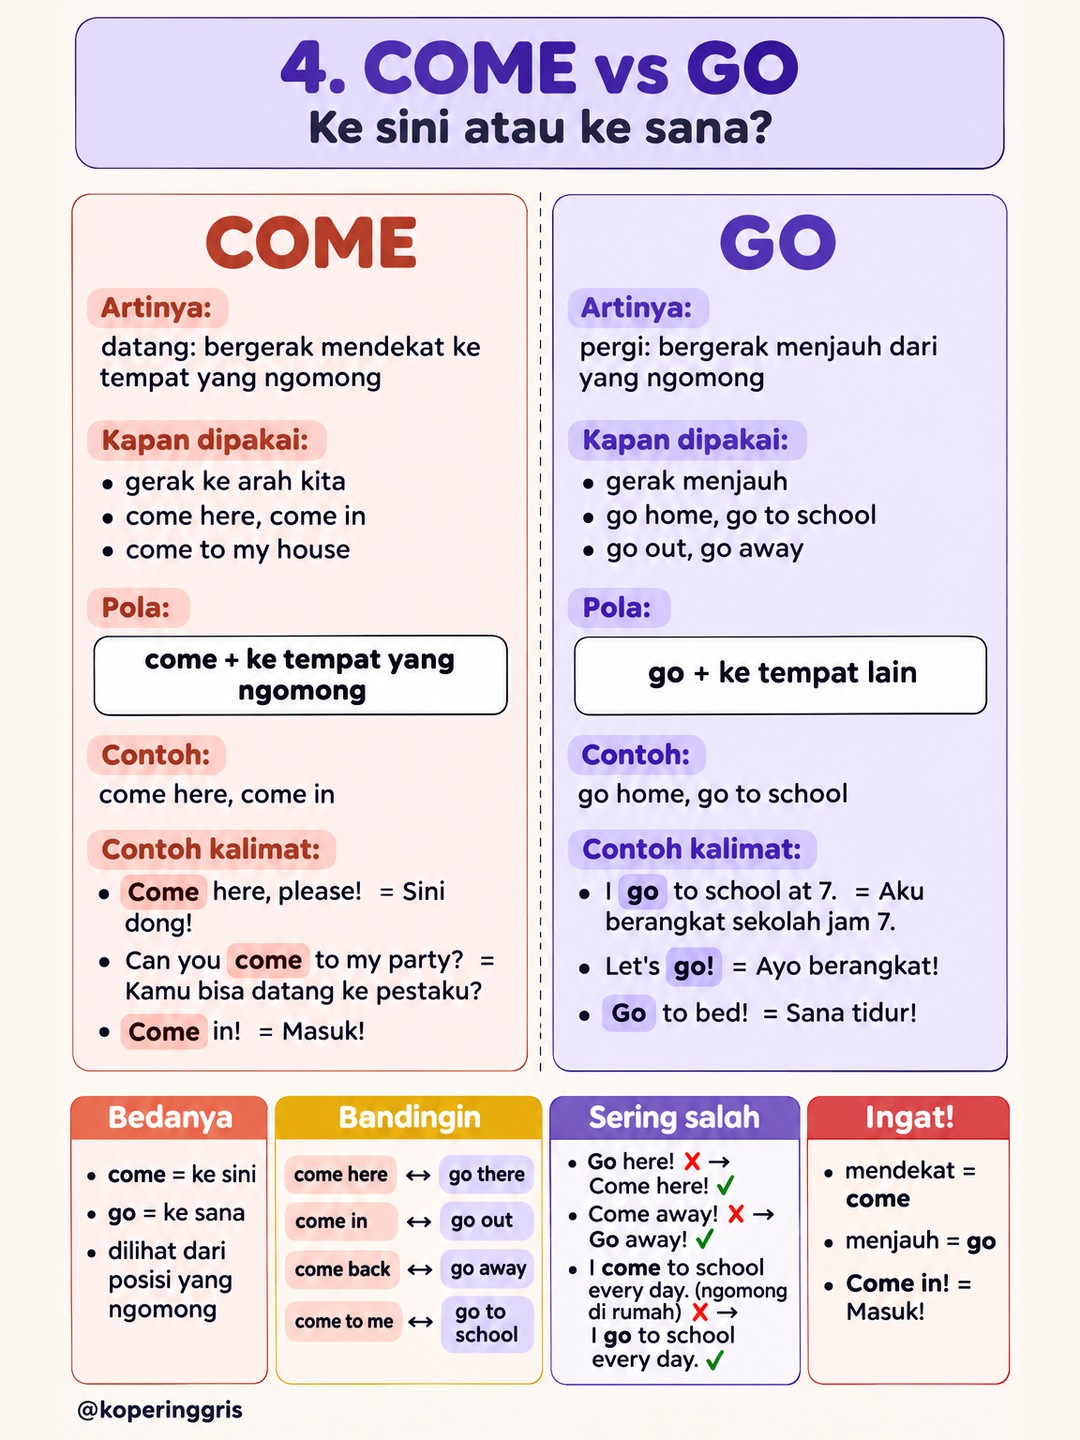 4. COME vs GO
Ke sini atau ke sana?
COME
Artinya:
datang: bergerak mendekat ke
tempat yang ngomong
Kapan dipakai:
• gerak ke arah kita
• come here, come in
• come to my house
Pola:
come + ke tempat yang
ngomong
Contoh:
come here, come in
Contoh kalimat:
• Come here, please! = Sini
dong!
• Can you come to my party? =
Kamu bisa datang ke pestaku?
• Come in! = Masuk!
GO
Artinya:
pergi: bergerak menjauh dari
yang ngomong
Kapan dipakai:
• gerak menjauh
• go home, go to school
• go out, go away
Pola:
go + ke tempat lain
Contoh:
go home, go to school
Contoh kalimat:
• I go to school at 7. = Aku
berangkat sekolah jam 7.
• Let's go! = Ayo berangkat!
• Go to bed! = Sana tidur!
Bedanya
• come = ke sini
• go = ke sana
• dilihat dari
posisi yang
ngomong
Bandingin
come here ↔ go there
come in ↔ go out
come back ↔ go away
come to me ↔ go to
school
Sering salah
• Go here! ✗ →
Come here! ✓
• Come away! ✗ →
Go away! ✓
• I come to school
every day. (ngomong
di rumah) ✗ →
I go to school
every day. ✓
Ingat!
• mendekat =
come
• menjauh = go
• Come in! =
Masuk!
@koperinggris